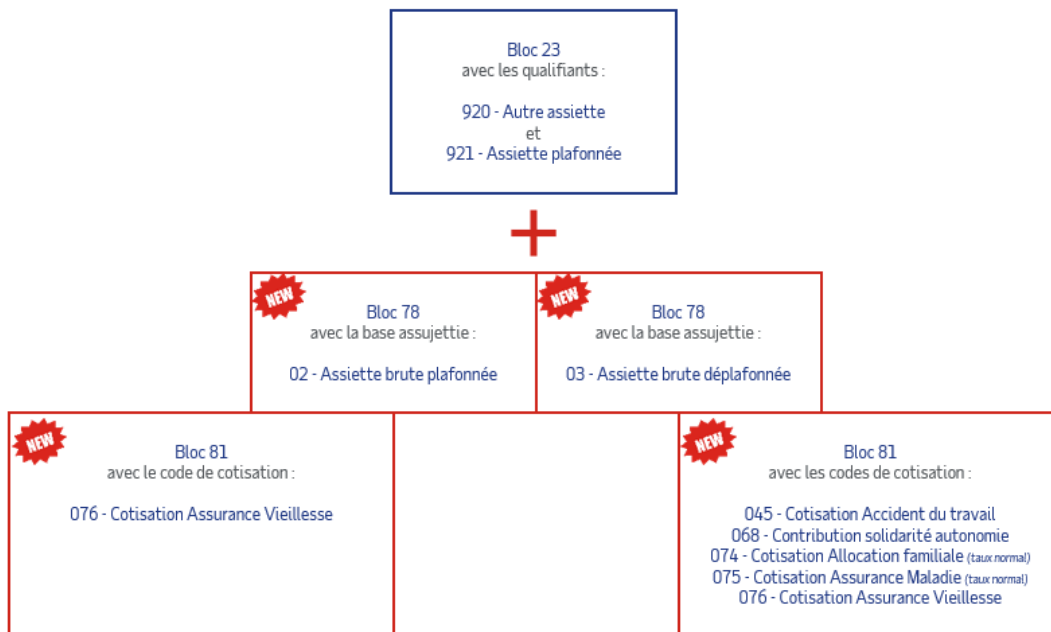 Bloc 23
avec les qualifiants :
920 - Autre assiette
et
921 - Assiette plafonnée
+
NEW
Bloc 78
avec la base assujettie :
02 - Assiette brute plafonnée
NEW
Bloc 78
avec la base assujettie :
03 - Assiette brute déplafonnée
NEW
Bloc 81
avec le code de cotisation :
076 - Cotisation Assurance Vieillesse
NEW
Bloc 81
avec les codes de cotisation :
045 - Cotisation Accident du travail
068 - Contribution solidarité autonomie
074 - Cotisation Allocation familiale (taux normal)
075 - Cotisation Assurance Maladie (taux normal)
076 - Cotisation Assurance Vieillesse